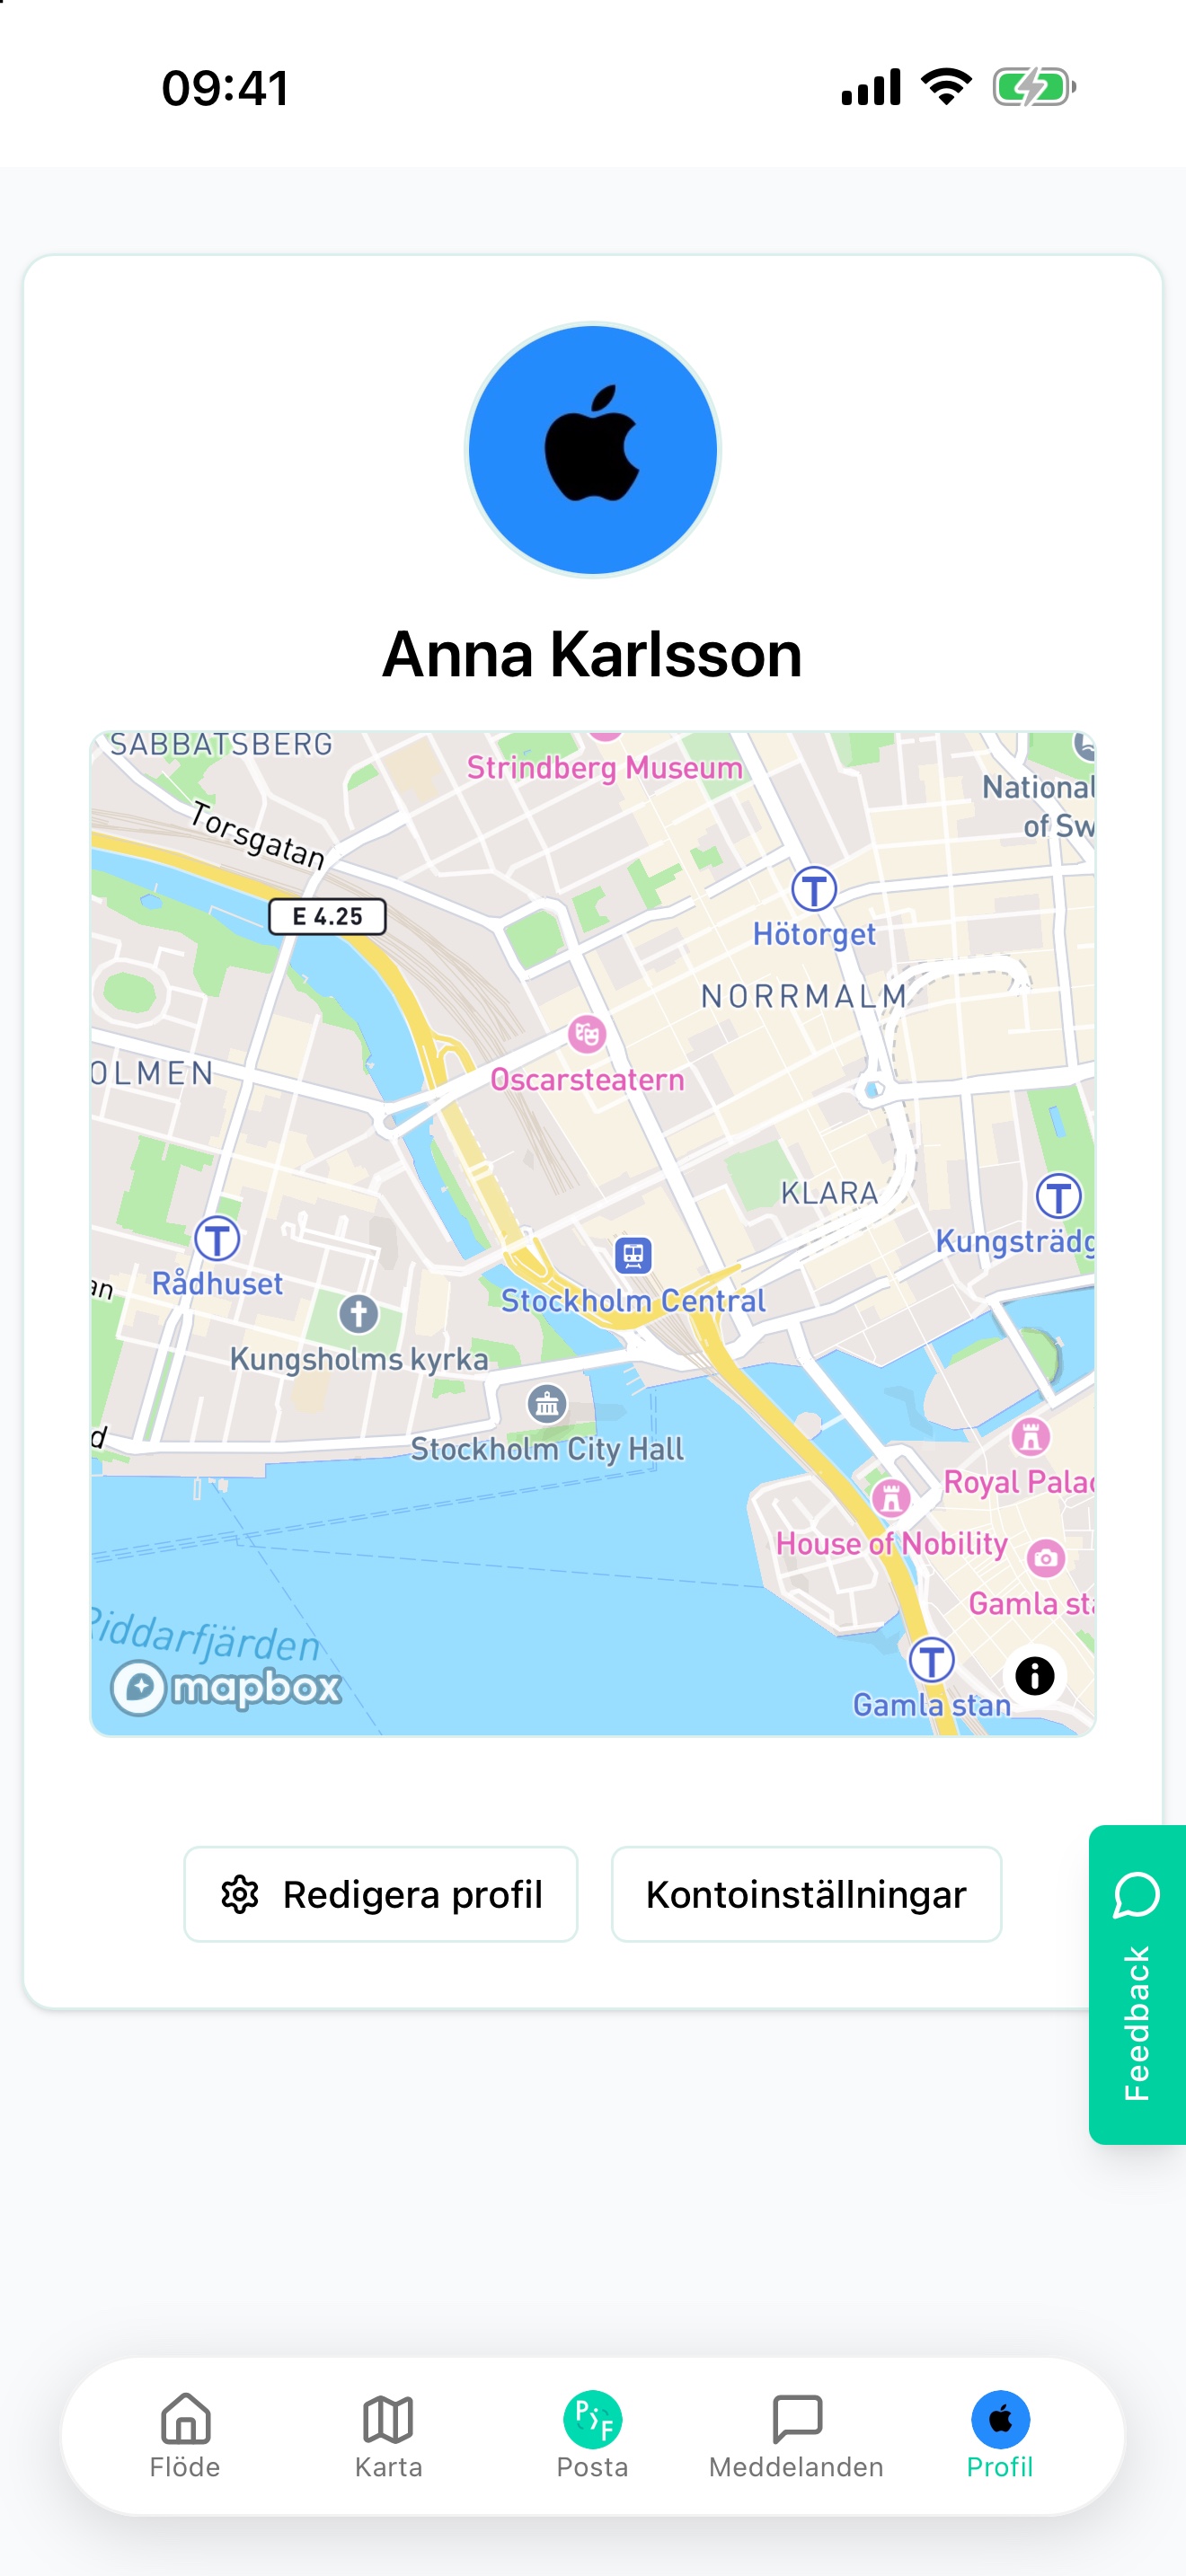 09:41
Anna Karlsson
SABBATSBERG
Strindberg Museum
National
of Sw
Torsgatan
E 4.25
Hötorget
NORRMALM
Oscarsteatern
OLMEN
KLARA
Rådhuset
Kungsträdg
an
Stockholm Central
Kungsholms kyrka
Stockholm City Hall
d
Royal Palac
House of Nobility
Gamla sta
Riddarfjärden
mapbox
Gamla stan
Redigera profil
Kontoinställningar
Feedback
PiF
Flöde
Karta
Posta
Meddelanden
Profil